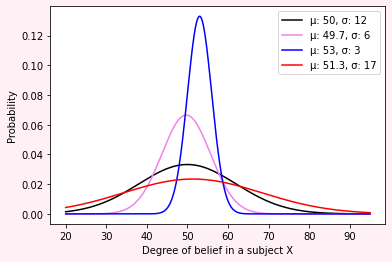 μ: 50, σ: 12
μ: 49.7, σ: 6
μ: 53, σ: 3
μ: 51.3, σ: 17
0.12
0.10
0.08
0.06
0.04
0.02
0.00
Probability
20 30 40 50 60 70 80 90
Degree of belief in a subject X